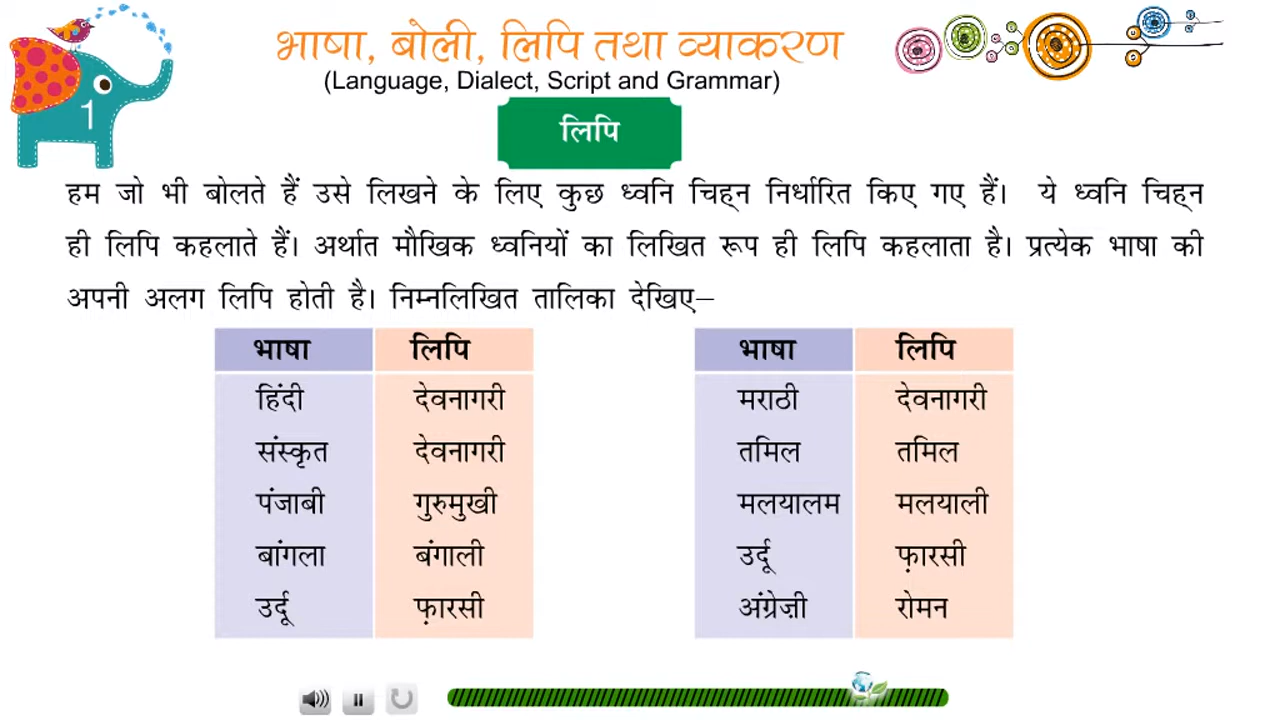 1
भाषा, बोली, लिपि तथा व्याकरण
(Language, Dialect, Script and Grammar)
लिपि
हम जो भी बोलते हैं उसे लिखने के लिए कुछ ध्वनि चिह्न निर्धारित किए गए हैं। ये ध्वनि चिह्न
ही लिपि कहलाते हैं। अर्थात मौखिक ध्वनियों का लिखित रूप ही लिपि कहलाता है। प्रत्येक भाषा की
अपनी अलग लिपि होती है। निम्नलिखित तालिका देखिए–
भाषा लिपि
हिंदी देवनागरी
संस्कृत देवनागरी
पंजाबी गुरुमुखी
बांगला बंगाली
उर्दू फ़ारसी
भाषा लिपि
मराठी देवनागरी
तमिल तमिल
मलयालम मलयाली
उर्दू फ़ारसी
अंग्रेज़ी रोमन